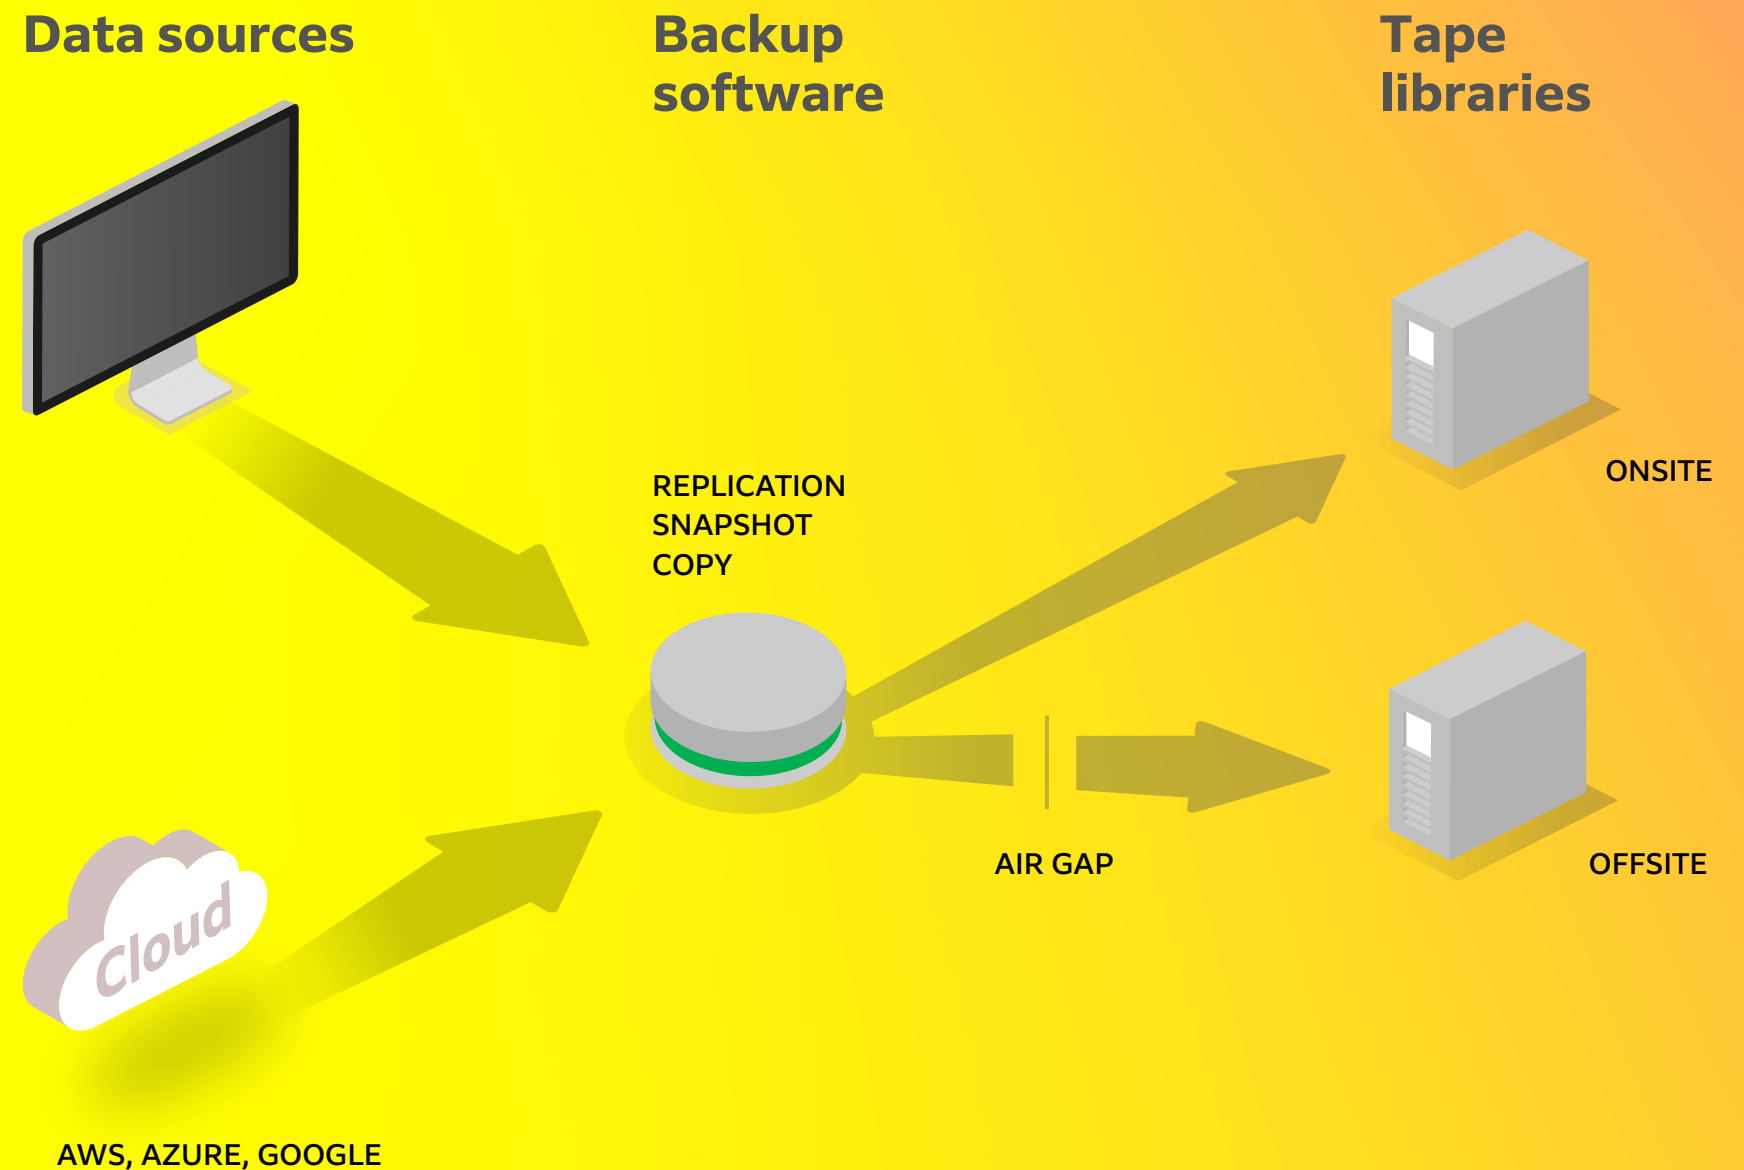 Data sources
Backup
software
Tape
libraries
ONSITE
REPLICATION
SNAPSHOT
COPY
AIR GAP
OFFSITE
Cloud
AWS, AZURE, GOOGLE